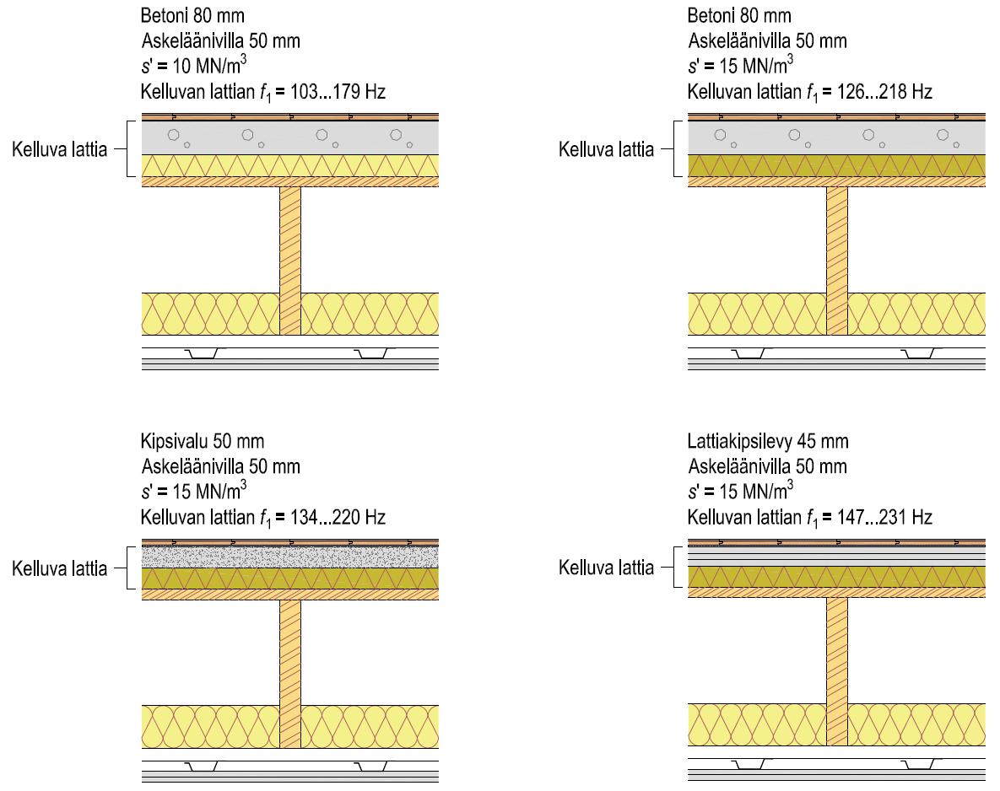 Betoni 80 mm
Askeläänivilla 50 mm
s' = 10 MN/m³
Kelluvan lattian f₁ = 103...179 Hz
Kelluva lattia
Betoni 80 mm
Askeläänivilla 50 mm
s' = 15 MN/m³
Kelluvan lattian f₁ = 126...218 Hz
Kelluva lattia
Kipsivalu 50 mm
Askeläänivilla 50 mm
s' = 15 MN/m³
Kelluvan lattian f₁ = 134...220 Hz
Kelluva lattia
Lattiakipsilevy 45 mm
Askeläänivilla 50 mm
s' = 15 MN/m³
Kelluvan lattian f₁ = 147...231 Hz
Kelluva lattia